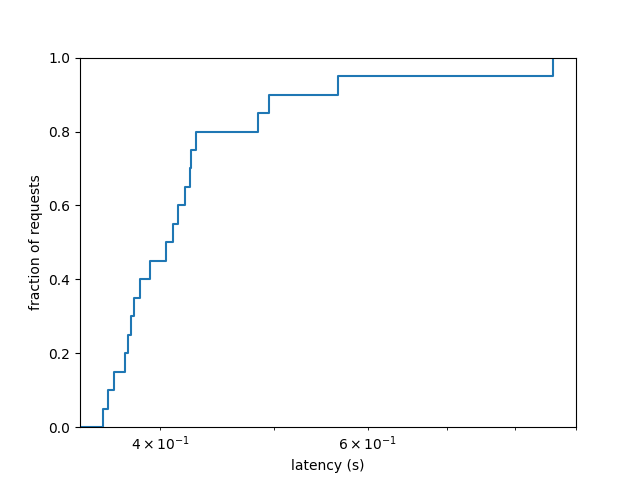 1.0
0.8
0.6
0.4
0.2
0.0
fraction of requests
4 × 10⁻¹
6 × 10⁻¹
latency (s)